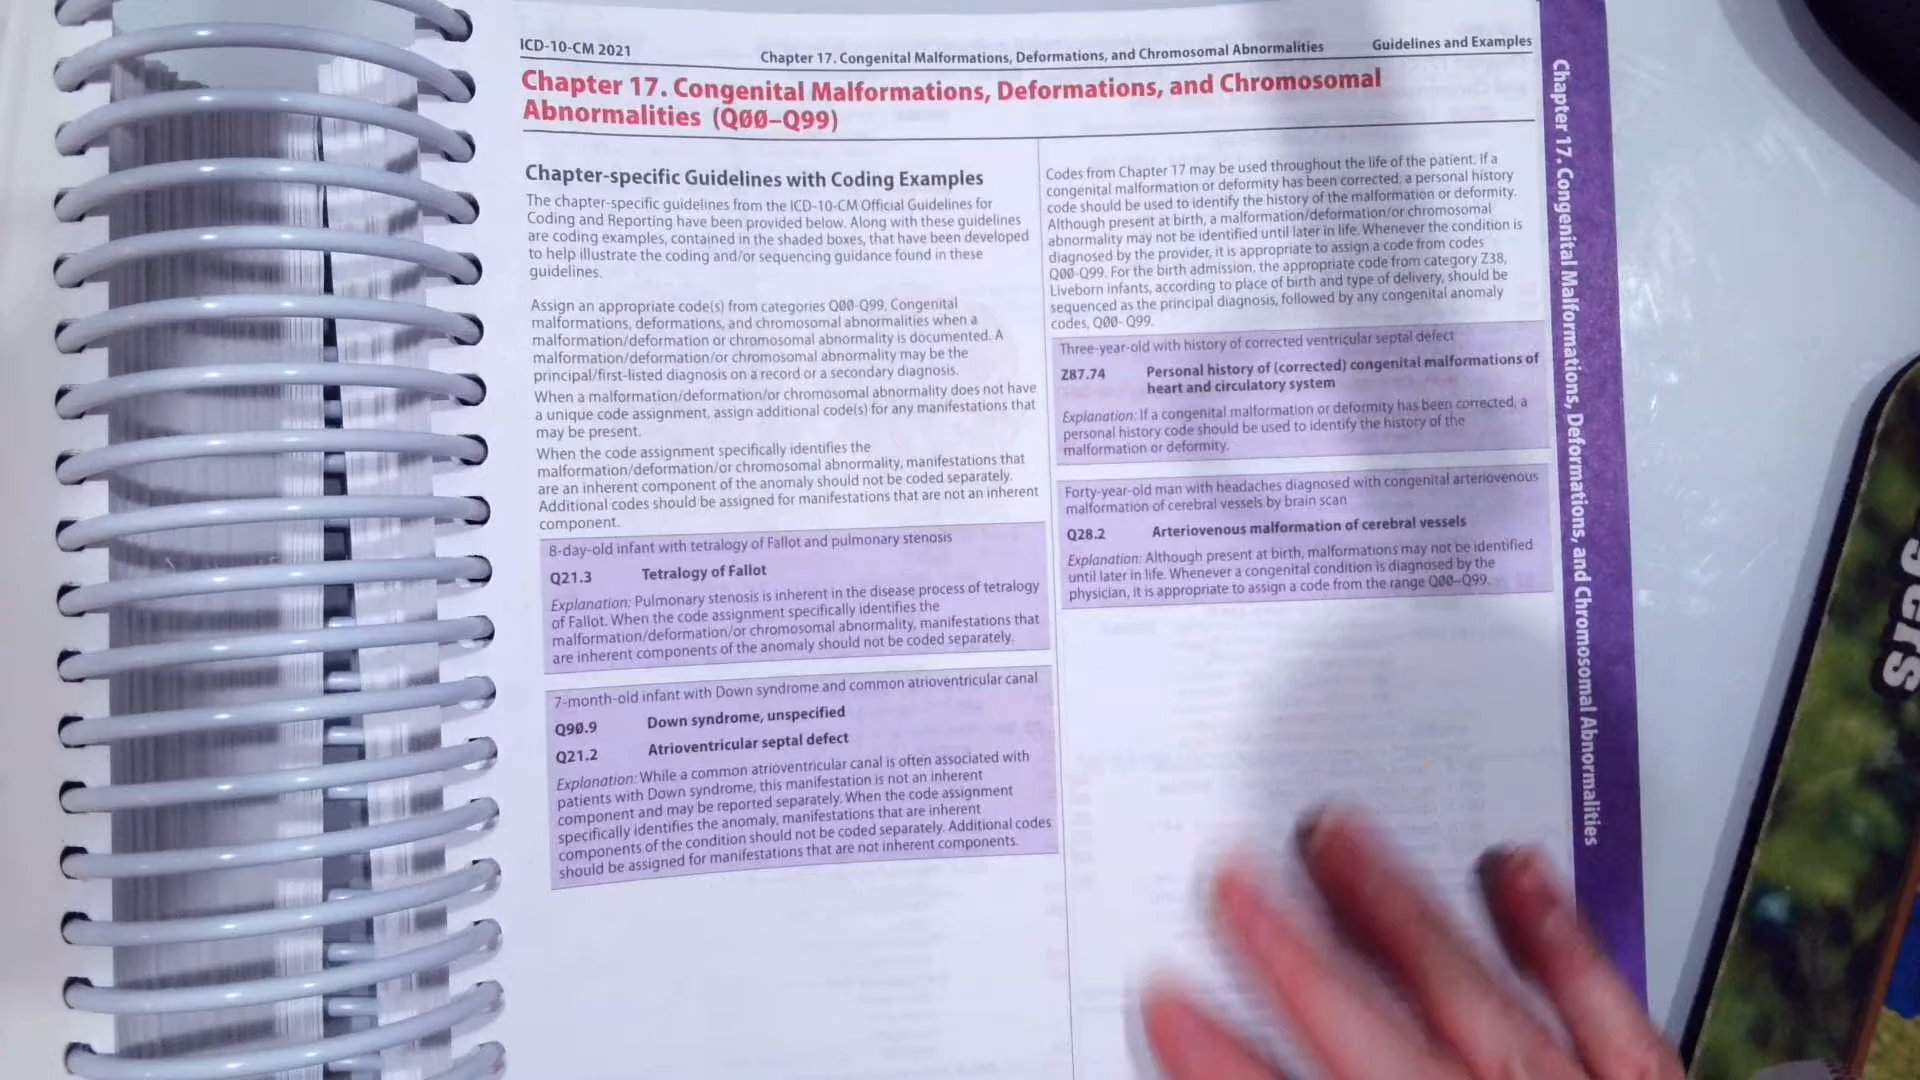 ICD-10-CM 2021
Chapter 17. Congenital Malformations, Deformations, and Chromosomal Abnormalities
Guidelines and Examples
Chapter 17. Congenital Malformations, Deformations, and Chromosomal
Abnormalities (Q00–Q99)
Chapter-specific Guidelines with Coding Examples
The chapter-specific guidelines from the ICD-10-CM Official Guidelines for
Coding and Reporting have been provided below. Along with these guidelines
are coding examples, contained in the shaded boxes, that have been developed
to help illustrate the coding and/or sequencing guidance found in these
guidelines.
Assign an appropriate code(s) from categories Q00-Q99, Congenital
malformations, deformations, and chromosomal abnormalities when a
malformation/deformation or chromosomal abnormality is documented. A
malformation/deformation/or chromosomal abnormality may be the
principal/first-listed diagnosis on a record or a secondary diagnosis.
When a malformation/deformation/or chromosomal abnormality does not have
a unique code assignment, assign additional code(s) for any manifestations that
may be present.
When the code assignment specifically identifies the
malformation/deformation/or chromosomal abnormality, manifestations that
are an inherent component of the anomaly should not be coded separately.
Additional codes should be assigned for manifestations that are not an inherent
component.
8-day-old infant with tetralogy of Fallot and pulmonary stenosis
Q21.3 Tetralogy of Fallot
Explanation: Pulmonary stenosis is inherent in the disease process of tetralogy
of Fallot. When the code assignment specifically identifies the
malformation/deformation/or chromosomal abnormality, manifestations that
are inherent components of the anomaly should not be coded separately.
7-month-old infant with Down syndrome and common atrioventricular canal
Q90.9 Down syndrome, unspecified
Q21.2 Atrioventricular septal defect
Explanation: While a common atrioventricular canal is often associated with
patients with Down syndrome, this manifestation is not an inherent
component and may be reported separately. When the code assignment
specifically identifies the anomaly, manifestations that are inherent
components of the condition should not be coded separately. Additional codes
should be assigned for manifestations that are not inherent components.
Codes from Chapter 17 may be used throughout the life of the patient. If a
congenital malformation or deformity has been corrected, a personal history
code should be used to identify the history of the malformation or deformity.
Although present at birth, a malformation/deformation/or chromosomal
abnormality may not be identified until later in life. Whenever the condition is
diagnosed by the provider, it is appropriate to assign a code from codes
Q00-Q99. For the birth admission, the appropriate code from category Z38,
Liveborn infants, according to place of birth and type of delivery, should be
sequenced as the principal diagnosis, followed by any congenital anomaly
codes, Q00- Q99.
Three-year-old with history of corrected ventricular septal defect
Z87.74 Personal history of (corrected) congenital malformations of
heart and circulatory system
Explanation: If a congenital malformation or deformity has been corrected, a
personal history code should be used to identify the history of the
malformation or deformity.
Forty-year-old man with headaches diagnosed with congenital arteriovenous
malformation of cerebral vessels by brain scan
Q28.2 Arteriovenous malformation of cerebral vessels
Explanation: Although present at birth, malformations may not be identified
until later in life. Whenever a congenital condition is diagnosed by the
physician, it is appropriate to assign a code from the range Q00–Q99.
Chapter 17. Congenital Malformations, Deformations, and Chromosomal Abnormalities